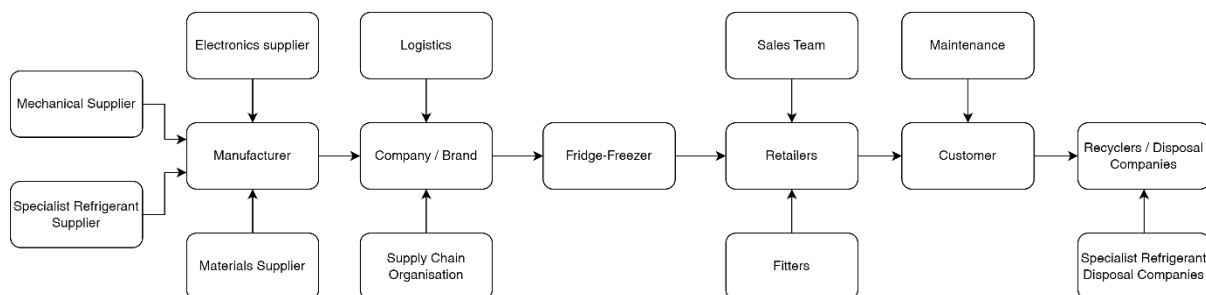 Electronics supplier
Logistics
Sales Team
Maintenance
Mechanical Supplier
Manufacturer
Company / Brand
Fridge-Freezer
Retailers
Customer
Recyclers / Disposal
Companies
Specialist Refrigerant
Supplier
Materials Supplier
Supply Chain
Organisation
Fitters
Specialist Refrigerant
Disposal Companies